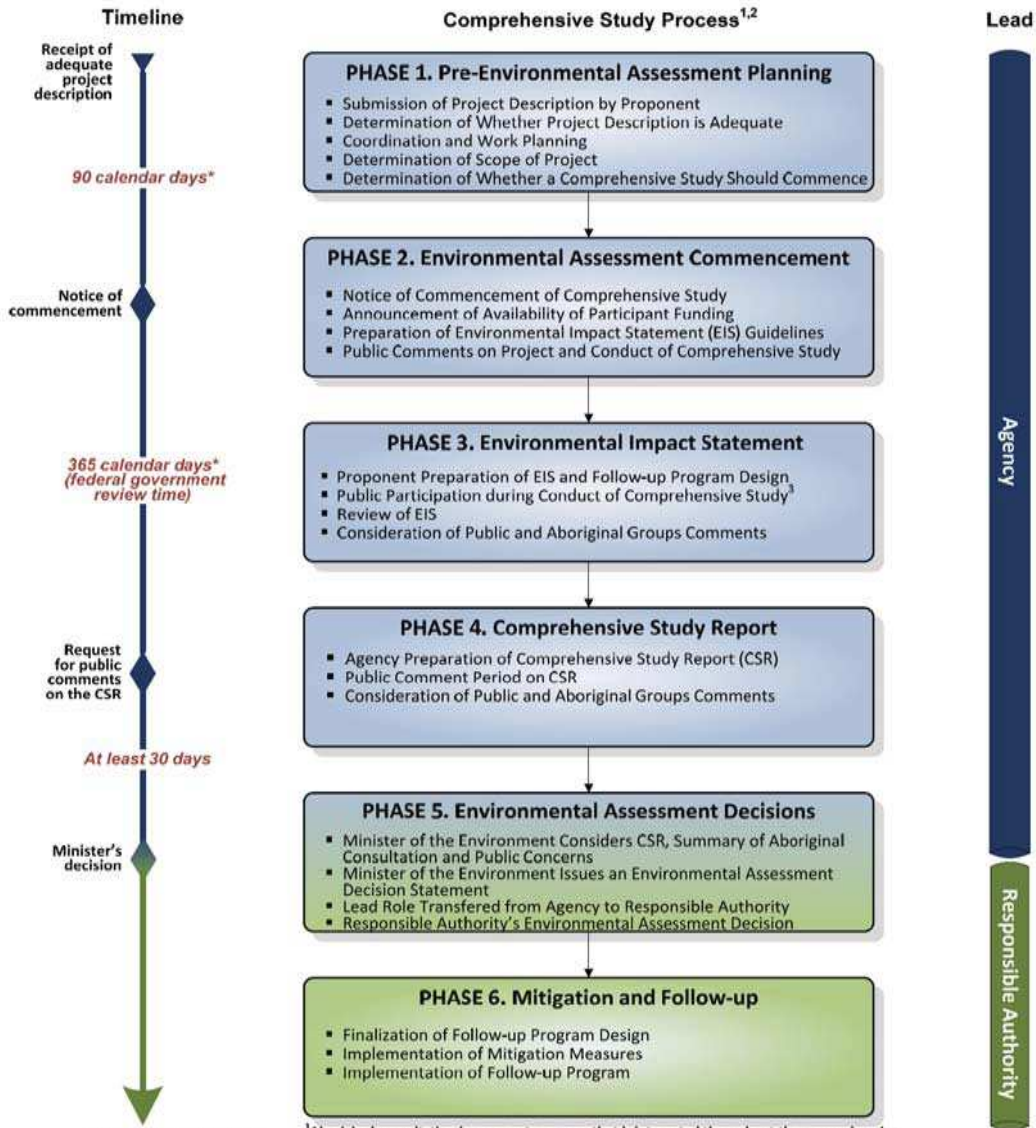 Timeline
Comprehensive Study Process1,2
Lead
Receipt of
adequate
project
description
90 calendar days*
Notice of
commencement
365 calendar days*
(federal government
review time)
Request
for public
comments
on the CSR
At least 30 days
Minister's
decision
PHASE 1. Pre-Environmental Assessment Planning
▪ Submission of Project Description by Proponent
▪ Determination of Whether Project Description is Adequate
▪ Coordination and Work Planning
▪ Determination of Scope of Project
▪ Determination of Whether a Comprehensive Study Should Commence
PHASE 2. Environmental Assessment Commencement
▪ Notice of Commencement of Comprehensive Study
▪ Announcement of Availability of Participant Funding
▪ Preparation of Environmental Impact Statement (EIS) Guidelines
▪ Public Comments on Project and Conduct of Comprehensive Study
PHASE 3. Environmental Impact Statement
▪ Proponent Preparation of EIS and Follow-up Program Design
▪ Public Participation during Conduct of Comprehensive Study3
▪ Review of EIS
▪ Consideration of Public and Aboriginal Groups Comments
PHASE 4. Comprehensive Study Report
▪ Agency Preparation of Comprehensive Study Report (CSR)
▪ Public Comment Period on CSR
▪ Consideration of Public and Aboriginal Groups Comments
PHASE 5. Environmental Assessment Decisions
▪ Minister of the Environment Considers CSR, Summary of Aboriginal
Consultation and Public Concerns
▪ Minister of the Environment Issues an Environmental Assessment
Decision Statement
▪ Lead Role Transfered from Agency to Responsible Authority
▪ Responsible Authority's Environmental Assessment Decision
PHASE 6. Mitigation and Follow-up
▪ Finalization of Follow-up Program Design
▪ Implementation of Mitigation Measures
▪ Implementation of Follow-up Program
Agency
Responsible Authority